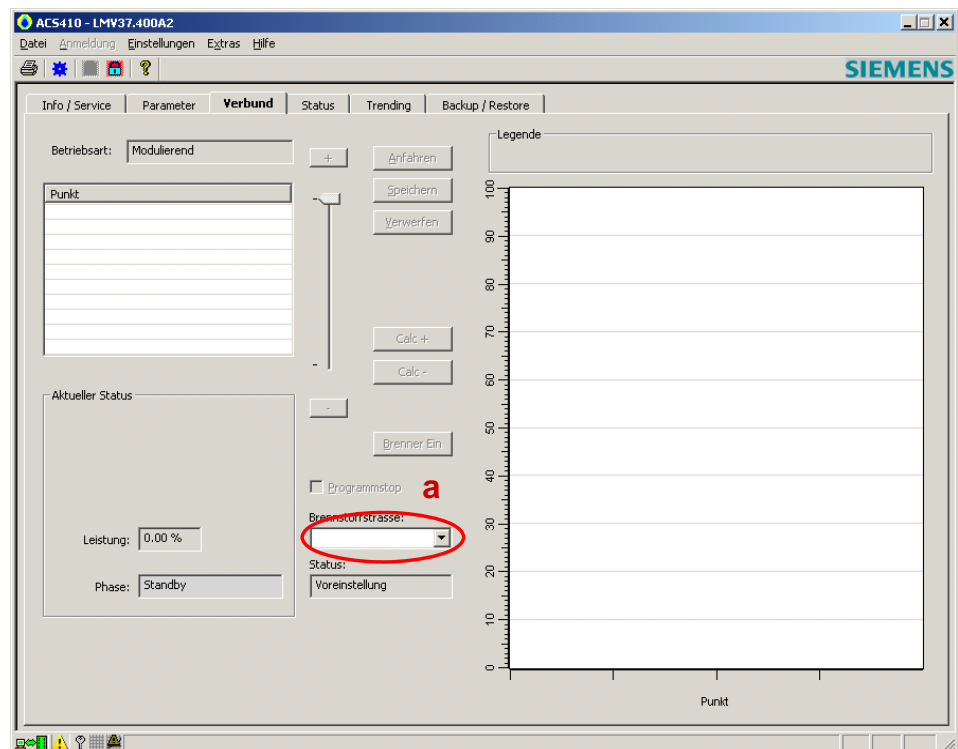 ACS410 - LMV37.400A2
Datei Anmeldung Einstellungen Extras Hilfe
SIEMENS
Info / Service Parameter Verbund Status Trending Backup / Restore
Betriebsart: Modulierend
+
Anfahren
Legende
Punkt
Speichern
Verwerfen
100
90
80
70
60
50
40
30
20
10
0
Punkt
Calc +
Calc -
-
Aktueller Status
Brenner Ein
Programmstop
a
Brennstoffstrasse:
Leistung: 0.00 %
Status:
Voreinstellung
Phase: Standby